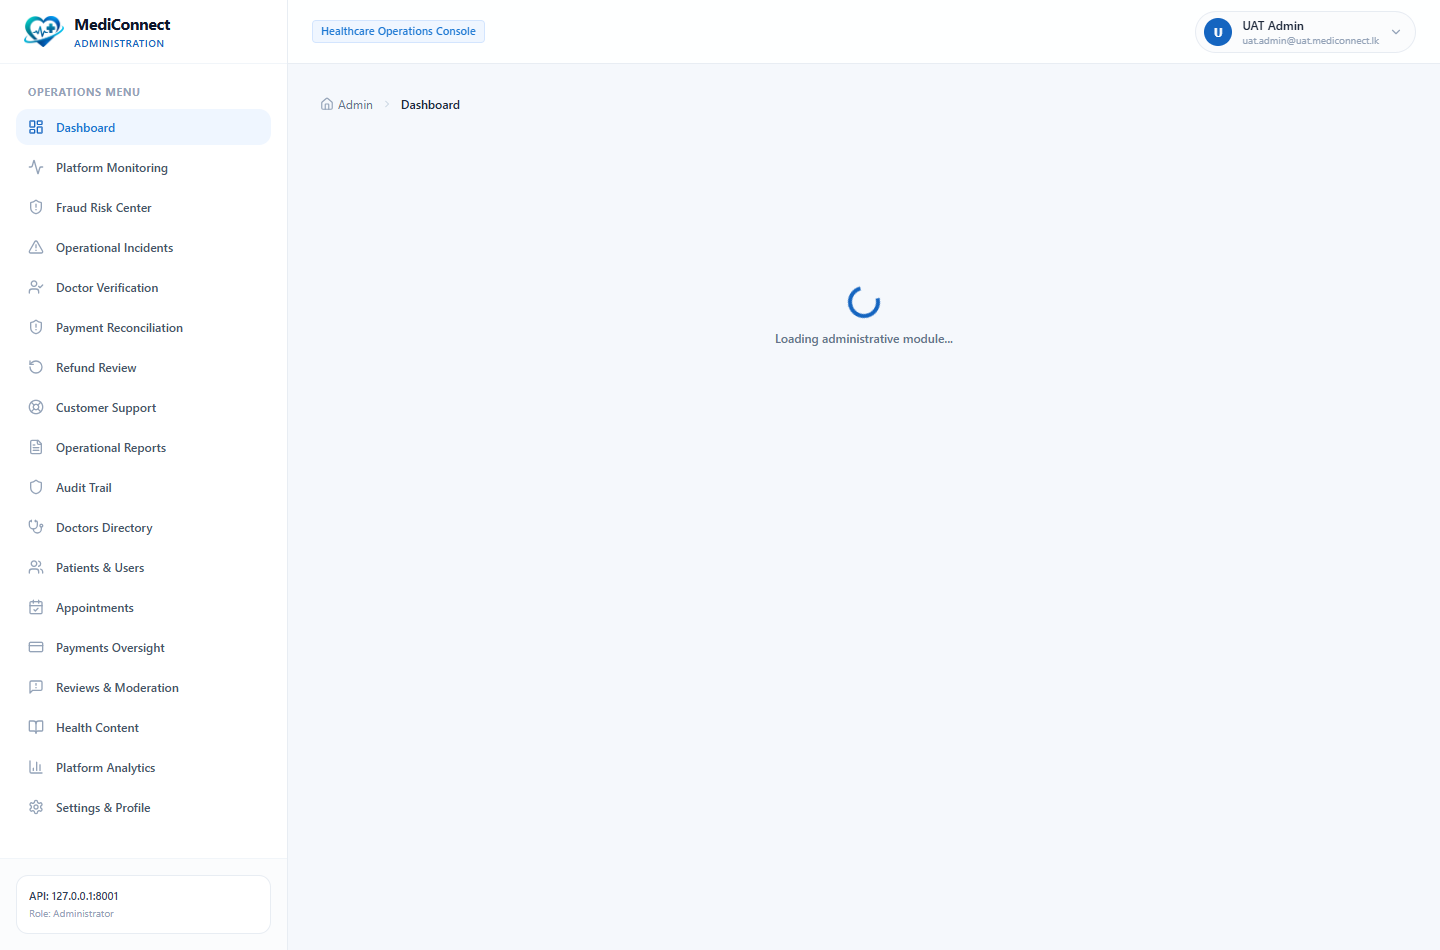 MediConnect
ADMINISTRATION
Healthcare Operations Console
U
UAT Admin
uat.admin@uat.mediconnect.lk
OPERATIONS MENU
Dashboard
Platform Monitoring
Fraud Risk Center
Operational Incidents
Doctor Verification
Payment Reconciliation
Refund Review
Customer Support
Operational Reports
Audit Trail
Doctors Directory
Patients & Users
Appointments
Payments Oversight
Reviews & Moderation
Health Content
Platform Analytics
Settings & Profile
API: 127.0.0.1:8001
Role: Administrator
Admin
Dashboard
Loading administrative module...